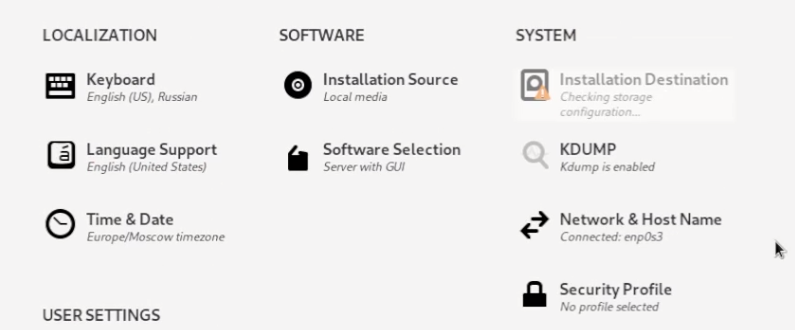 LOCALIZATION
Keyboard
English (US), Russian
Language Support
English (United States)
Time & Date
Europe/Moscow timezone
USER SETTINGS
SOFTWARE
Installation Source
Local media
Software Selection
Server with GUI
SYSTEM
Installation Destination
Checking storage
configuration...
KDUMP
Kdump is enabled
Network & Host Name
Connected: enp0s3
Security Profile
No profile selected